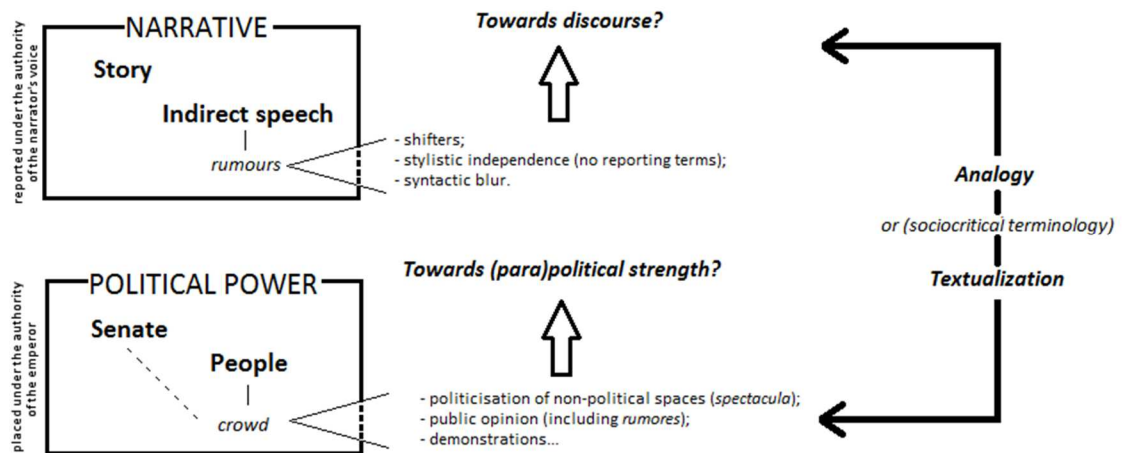 NARRATIVE
reported under the authority
of the narrator's voice
Story
Indirect speech
rumours
- shifters;
- stylistic independence (no reporting terms);
- syntactic blur.
Towards discourse?
Analogy
or (sociocritical terminology)
Textualization
POLITICAL POWER
placed under the authority
of the emperor
Senate
People
crowd
- politicisation of non-political spaces (spectacula);
- public opinion (including rumores);
- demonstrations...
Towards (para)political strength?